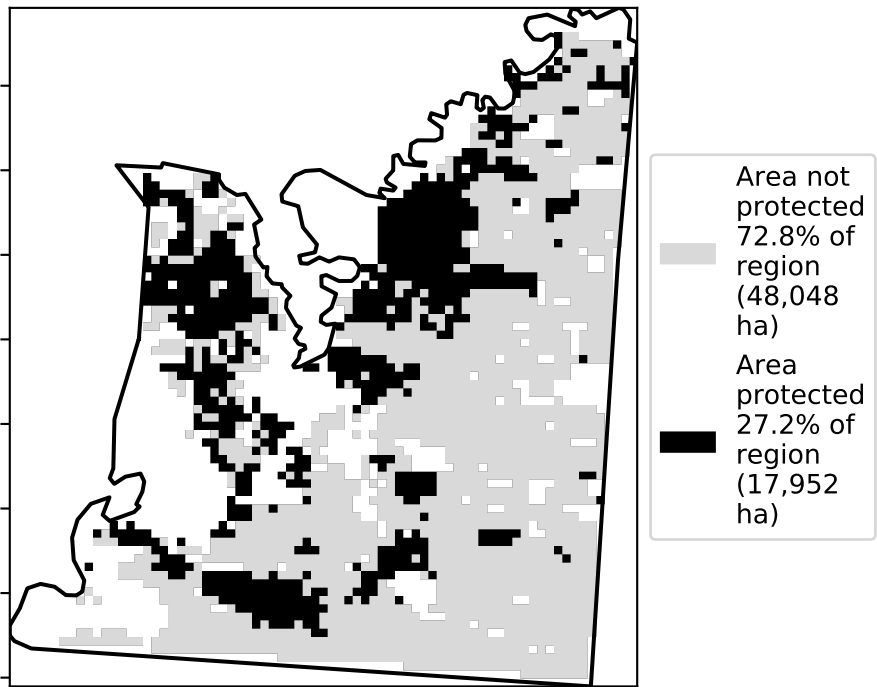 Area not
protected
72.8% of
region
(48,048
ha)
Area
protected
27.2% of
region
(17,952
ha)